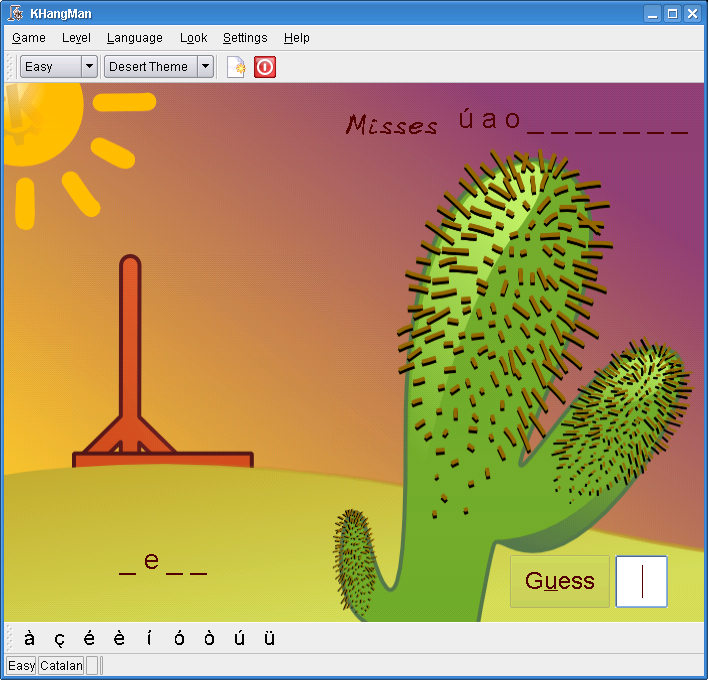 KHangMan
Game Level Language Look Settings Help
Easy Desert Theme
K
Misses ú a o _ _ _ _ _ _ _
_ e _ _
Guess
à ç é è í ó ò ú ü
Easy Catalan